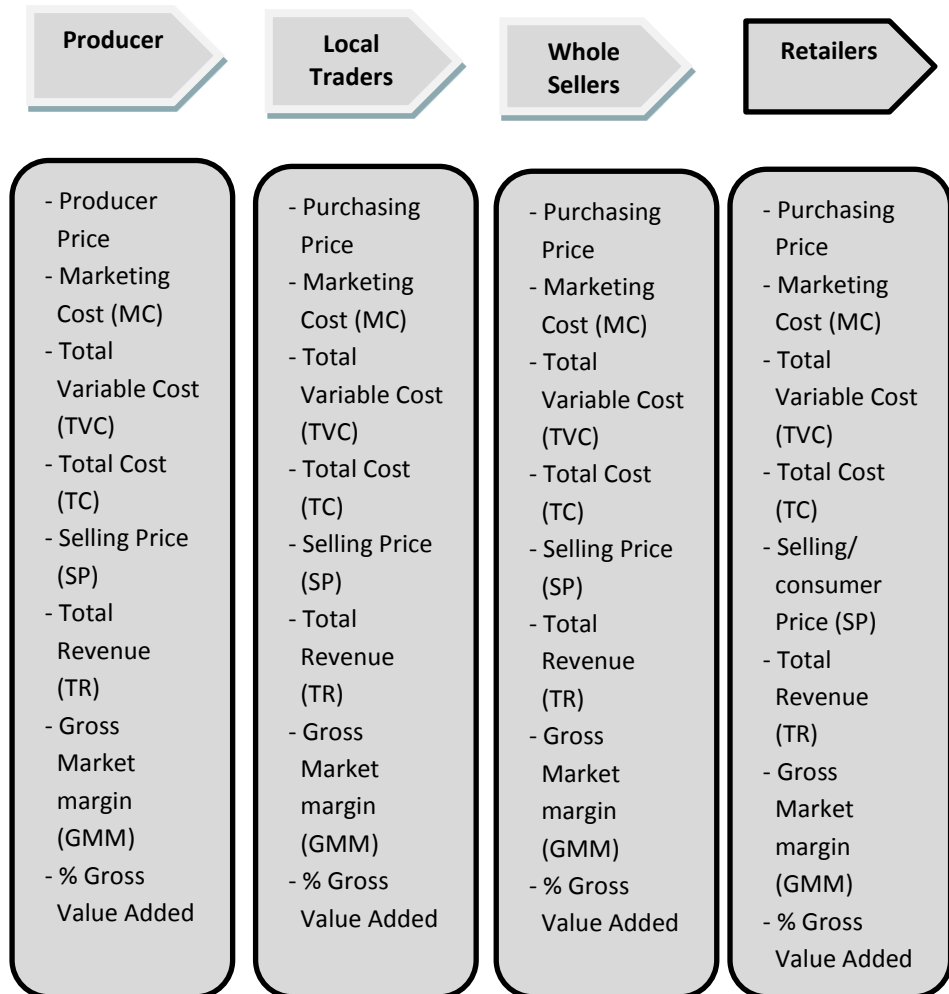 Producer
Local
Traders
Whole
Sellers
Retailers
- Producer
Price
- Marketing
Cost (MC)
- Total
Variable Cost
(TVC)
- Total Cost
(TC)
- Selling Price
(SP)
- Total
Revenue
(TR)
- Gross
Market
margin
(GMM)
- % Gross
Value Added
- Purchasing
Price
- Marketing
Cost (MC)
- Total
Variable Cost
(TVC)
- Total Cost
(TC)
- Selling Price
(SP)
- Total
Revenue
(TR)
- Gross
Market
margin
(GMM)
- % Gross
Value Added
- Purchasing
Price
- Marketing
Cost (MC)
- Total
Variable Cost
(TVC)
- Total Cost
(TC)
- Selling Price
(SP)
- Total
Revenue
(TR)
- Gross
Market
margin
(GMM)
- % Gross
Value Added
- Purchasing
Price
- Marketing
Cost (MC)
- Total
Variable Cost
(TVC)
- Total Cost
(TC)
- Selling/
consumer
Price (SP)
- Total
Revenue
(TR)
- Gross
Market
margin
(GMM)
- % Gross
Value Added